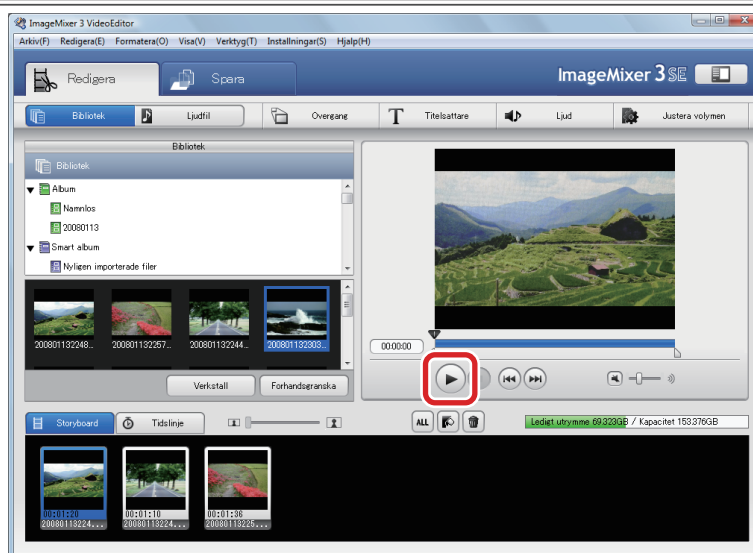 ImageMixer 3 VideoEditor
Arkiv(F) Redigera(E) Formatera(O) Visa(V) Verktyg(T) Installningar(S) Hjalp(H)
Redigera Spara ImageMixer 3 SE
Bibliotek Ljudfil Overgang Titelsattare Ljud Justera volymen
Bibliotek
Bibliotek
Album
Namnlos
20080113
Smart album
Nyligen importerade filer
200801132248... 200801132257... 200801132244... 200801132303...
00:00:00
Verkstall Forhandsgranska
Storyboard Tidslinje ALL Ledigt utrymme 69.323GB / Kapacitet 153.376GB
00:01:20 00:01:10 00:01:36
20080113224... 20080113224... 20080113225...